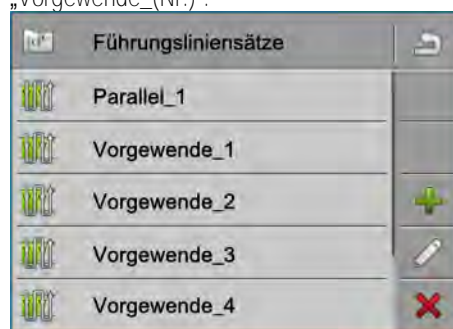 „Vorgewende_(Nr.)“.
Führungsliniensätze
Parallel_1
Vorgewende_1
Vorgewende_2
Vorgewende_3
Vorgewende_4